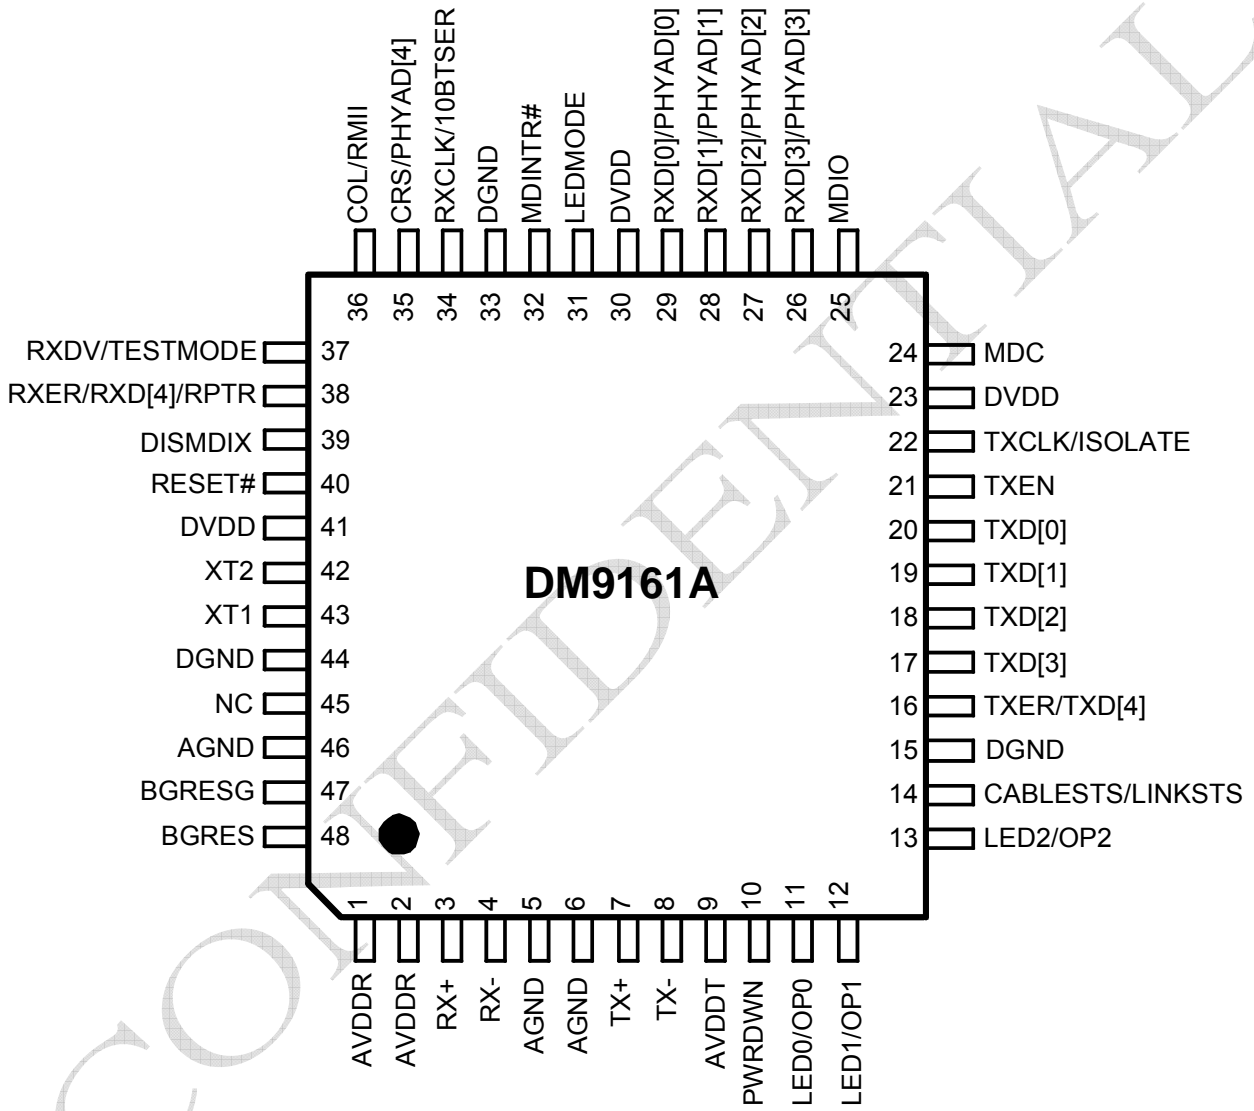 COL/RMII
CRS/PHYAD[4]
RXCLK/10BTSER
DGND
MDINTR#
LEDMODE
DVDD
RXD[0]/PHYAD[0]
RXD[1]/PHYAD[1]
RXD[2]/PHYAD[2]
RXD[3]/PHYAD[3]
MDIO
36
35
34
33
32
31
30
29
28
27
26
25
RXDV/TESTMODE 37
RXER/RXD[4]/RPTR 38
DISMDIX 39
RESET# 40
DVDD 41
XT2 42
XT1 43
DGND 44
NC 45
AGND 46
BGRESG 47
BGRES 48
DM9161A
24 MDC
23 DVDD
22 TXCLK/ISOLATE
21 TXEN
20 TXD[0]
19 TXD[1]
18 TXD[2]
17 TXD[3]
16 TXER/TXD[4]
15 DGND
14 CABLESTS/LINKSTS
13 LED2/OP2
1
2
3
4
5
6
7
8
9
10
11
12
AVDDR
AVDDR
RX+
RX-
AGND
AGND
TX+
TX-
AVDDT
PWRDWN
LED0/OP0
LED1/OP1
CONFIDENTIAL